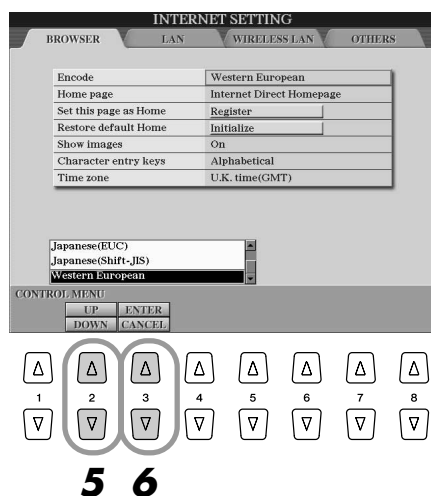 INTERNET SETTING
BROWSER LAN WIRELESS LAN OTHERS
Encode Western European
Home page Internet Direct Homepage
Set this page as Home Register
Restore default Home Initialize
Show images On
Character entry keys Alphabetical
Time zone U.K. time(GMT)
Japanese(EUC)
Japanese(Shift-JIS)
Western European
CONTROL MENU
UP ENTER
DOWN CANCEL
1 2 3 4 5 6 7 8
5 6